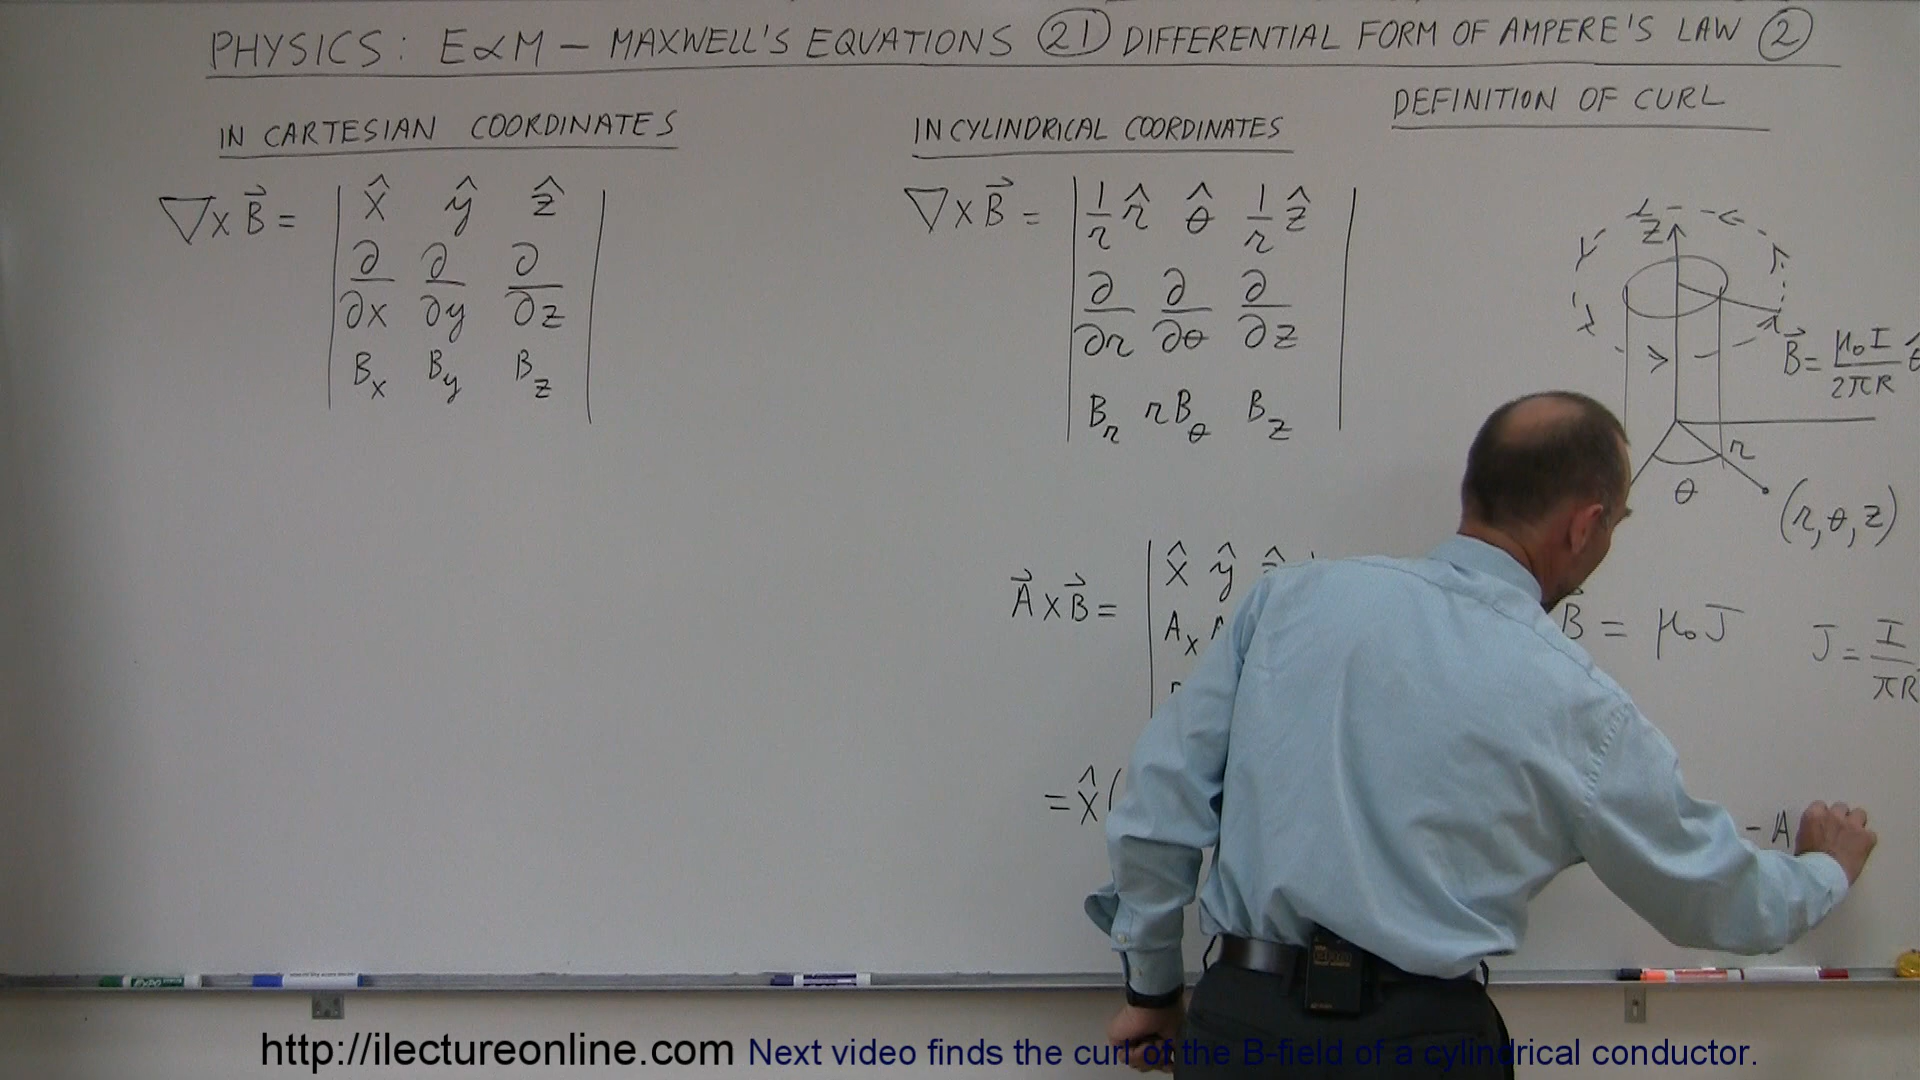 PHYSICS: E&M – MAXWELL'S EQUATIONS 21 DIFFERENTIAL FORM OF AMPERE'S LAW 2
IN CARTESIAN COORDINATES
∇ x B⃗ = | x̂ ŷ ẑ |
∂/∂x ∂/∂y ∂/∂z
Bx By Bz
IN CYLINDRICAL COORDINATES
∇ x B⃗ = | 1/r r̂ θ̂ 1/r ẑ |
∂/∂r ∂/∂θ ∂/∂z
Br rBθ Bz
DEFINITION OF CURL
z
B⃗ = μ₀I/2πR θ̂
r
θ
(r, θ, z)
A⃗ x B⃗ = | x̂ ŷ
Ax
= x̂(
- A
B = μ₀J
J = I/πR
EXPO
http://ilectureonline.com Next video finds the curl of the B-field of a cylindrical conductor.